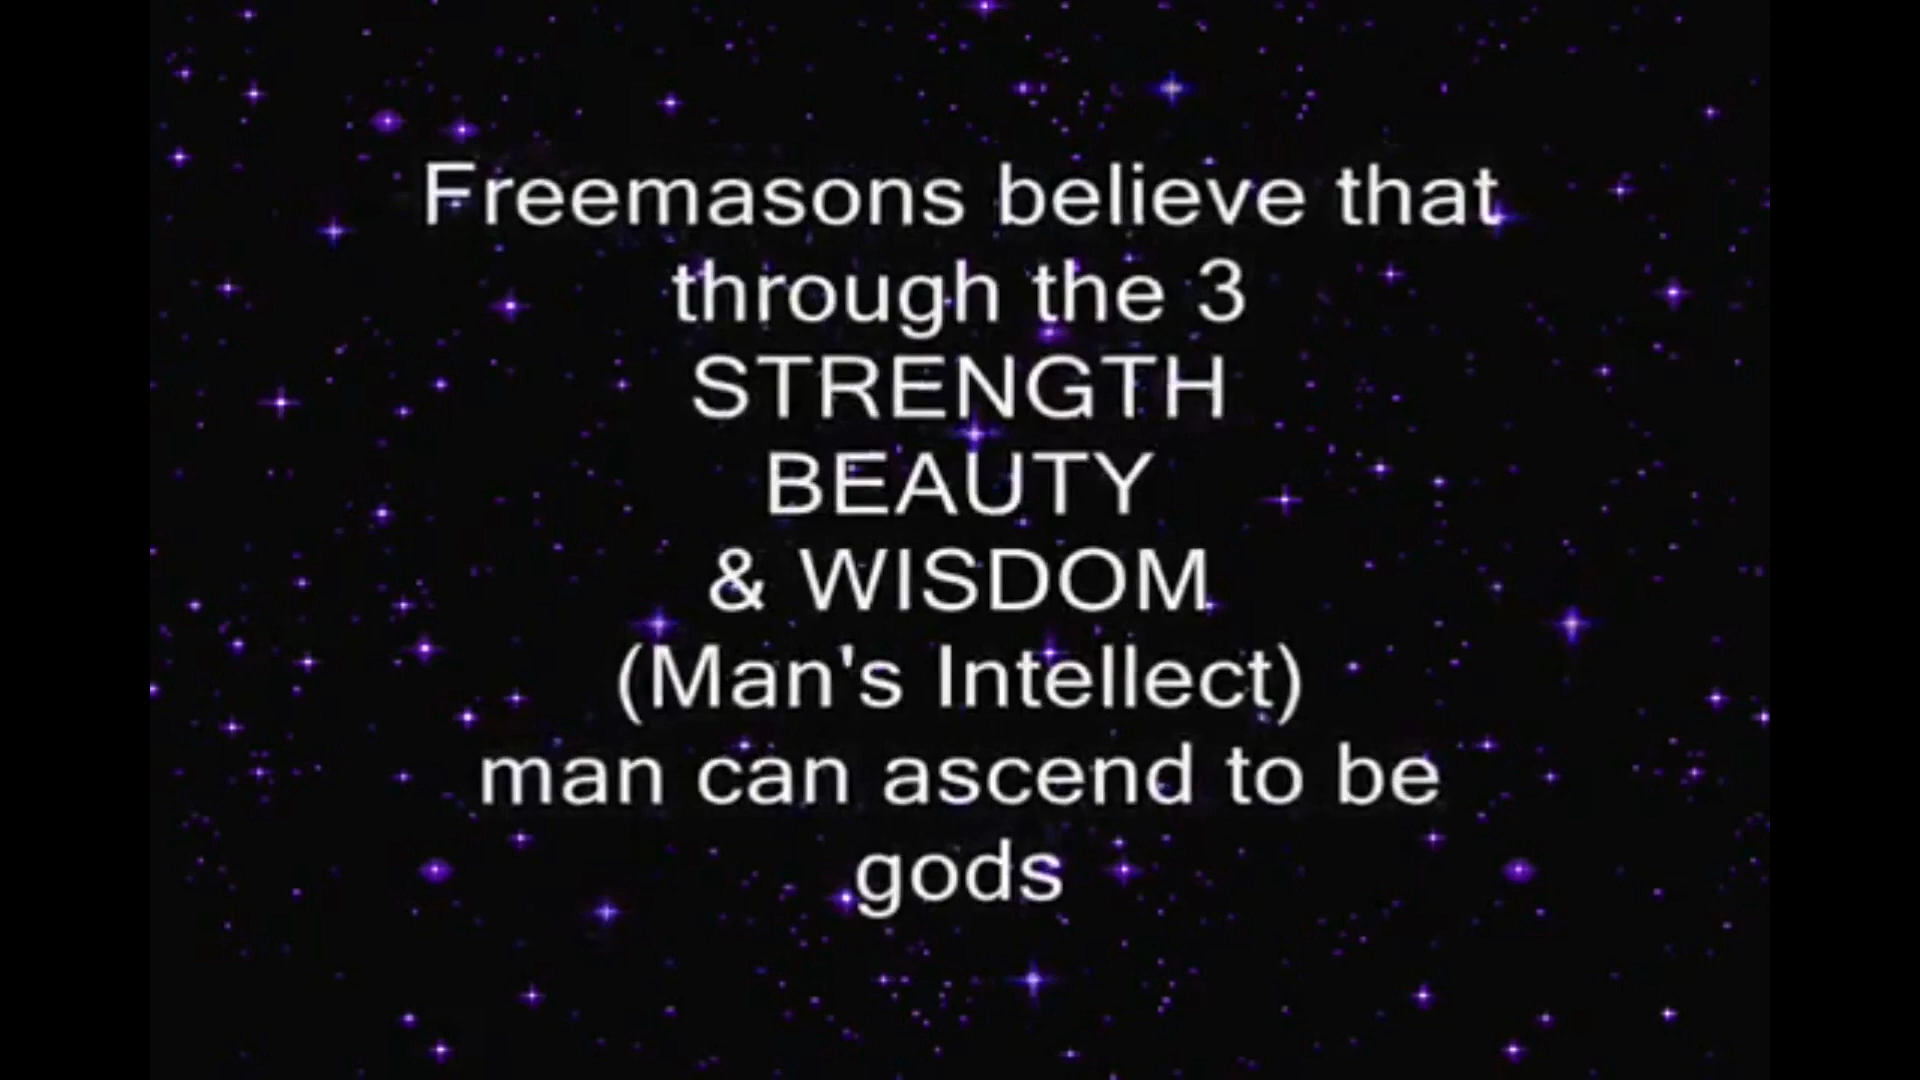 Freemasons believe that
through the 3
STRENGTH
BEAUTY
& WISDOM
(Man's Intellect)
man can ascend to be
gods